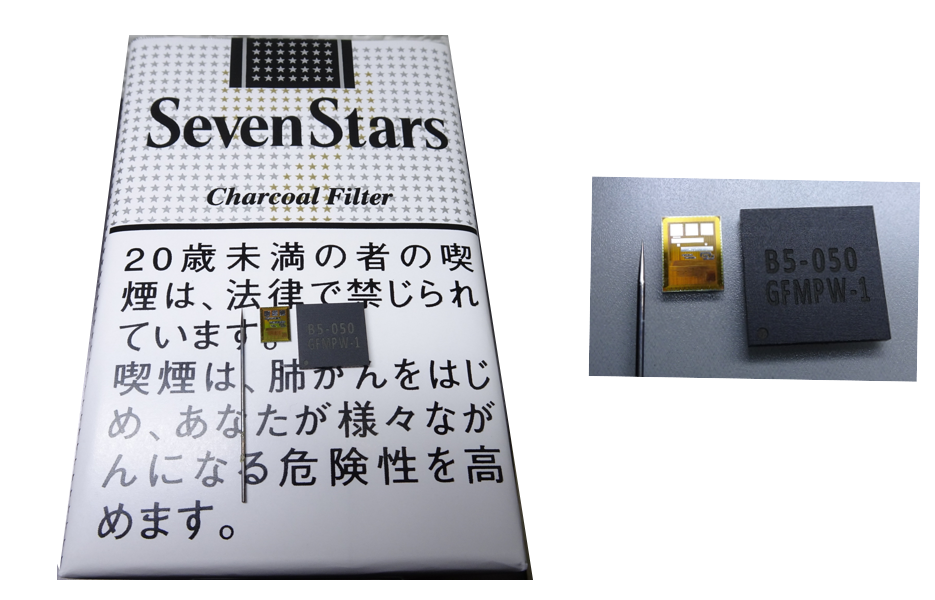 Seven Stars
Charcoal Filter
20歳未満の者の喫
煙は、法律で禁じられ
ています。
B5-050
GFMPW-1
喫煙は、肺がんをはじ
め、あなたが様々なが
んになる危険性を高
めます。
B5-050
GFMPW-1